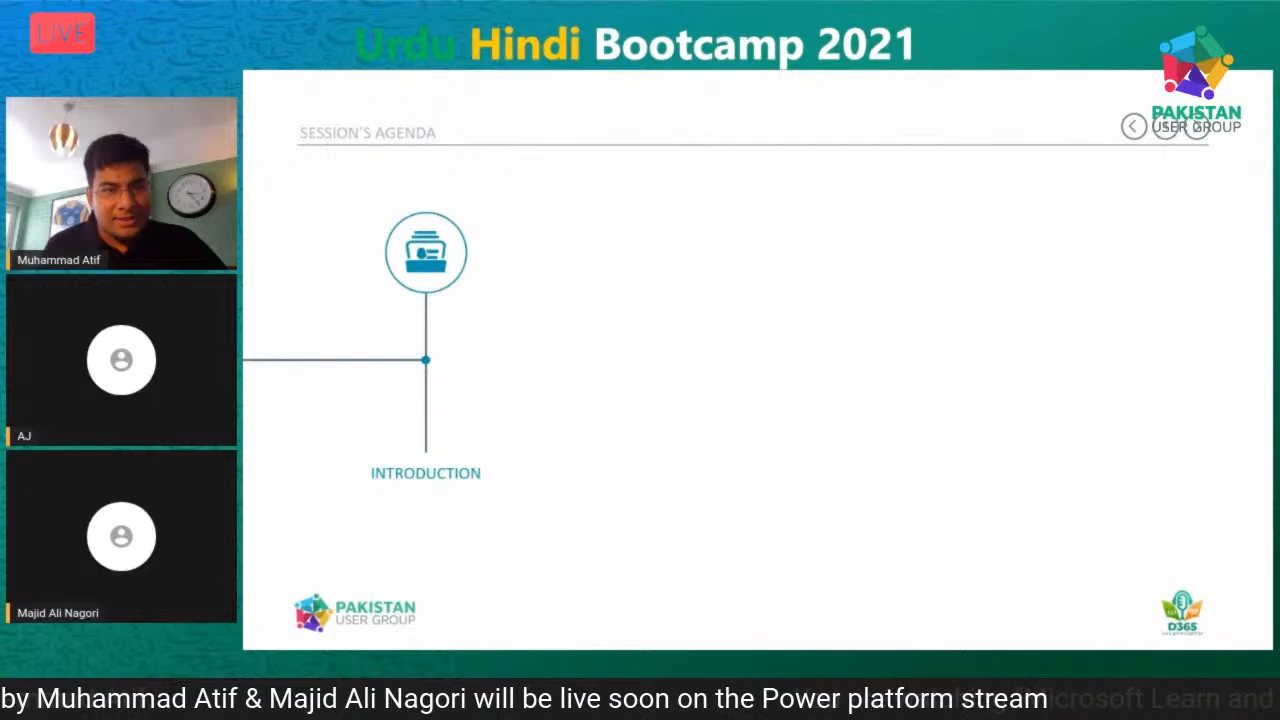 LIVE
Urdu Hindi Bootcamp 2021
PAKISTAN
USER GROUP
SESSION'S AGENDA
Muhammad Atif
AJ
INTRODUCTION
Majid Ali Nagori
PAKISTAN
USER GROUP
D365
by Muhammad Atif & Majid Ali Nagori will be live soon on the Power platform stream
Microsoft Learn and